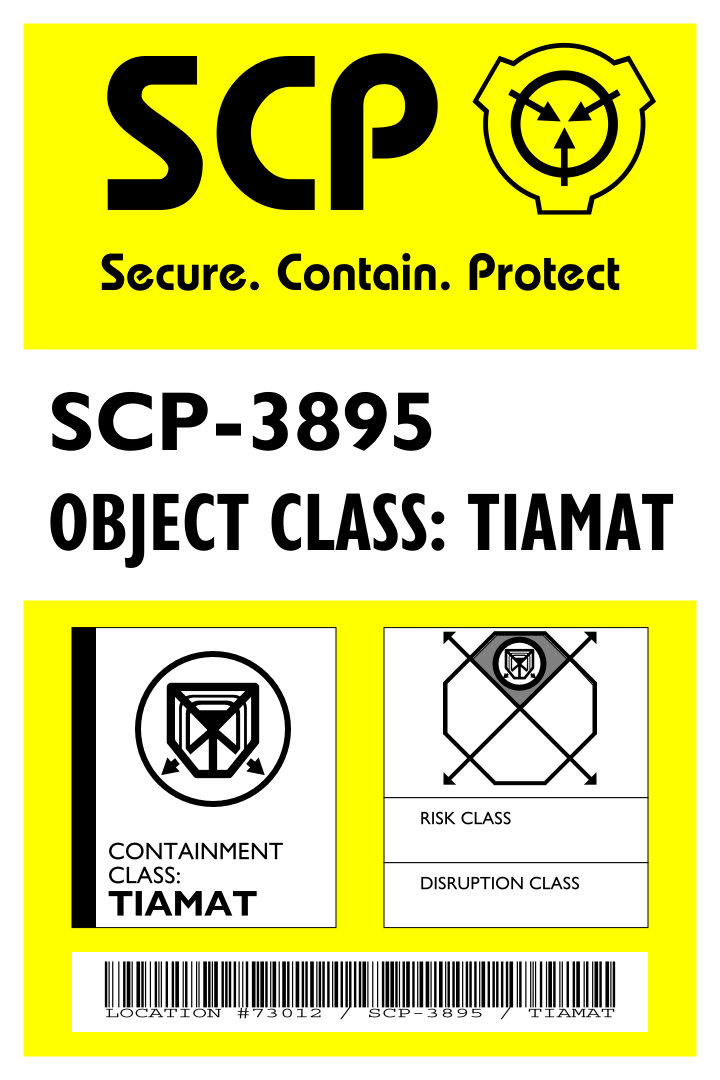 SCP
Secure. Contain. Protect
SCP-3895
OBJECT CLASS: TIAMAT
CONTAINMENT
CLASS:
TIAMAT
RISK CLASS
DISRUPTION CLASS
LOCATION #73012 / SCP-3895 / TIAMAT